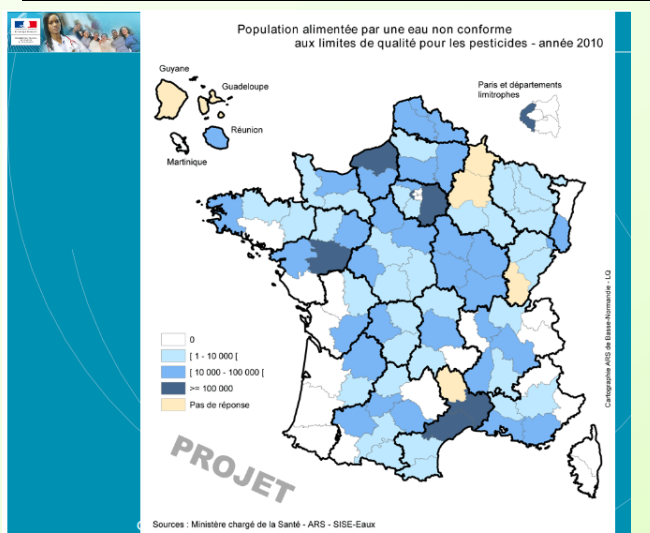 Population alimentée par une eau non conforme
aux limites de qualité pour les pesticides - année 2010
Guyane
Guadeloupe
Réunion
Martinique
Paris et départements
limitrophes
0
[ 1 - 10 000 [
[ 10 000 - 100 000 [
>= 100 000
Pas de réponse
PROJET
Cartographie ARS de Basse-Normandie - LQ
Sources : Ministère chargé de la Santé - ARS - SISE-Eaux